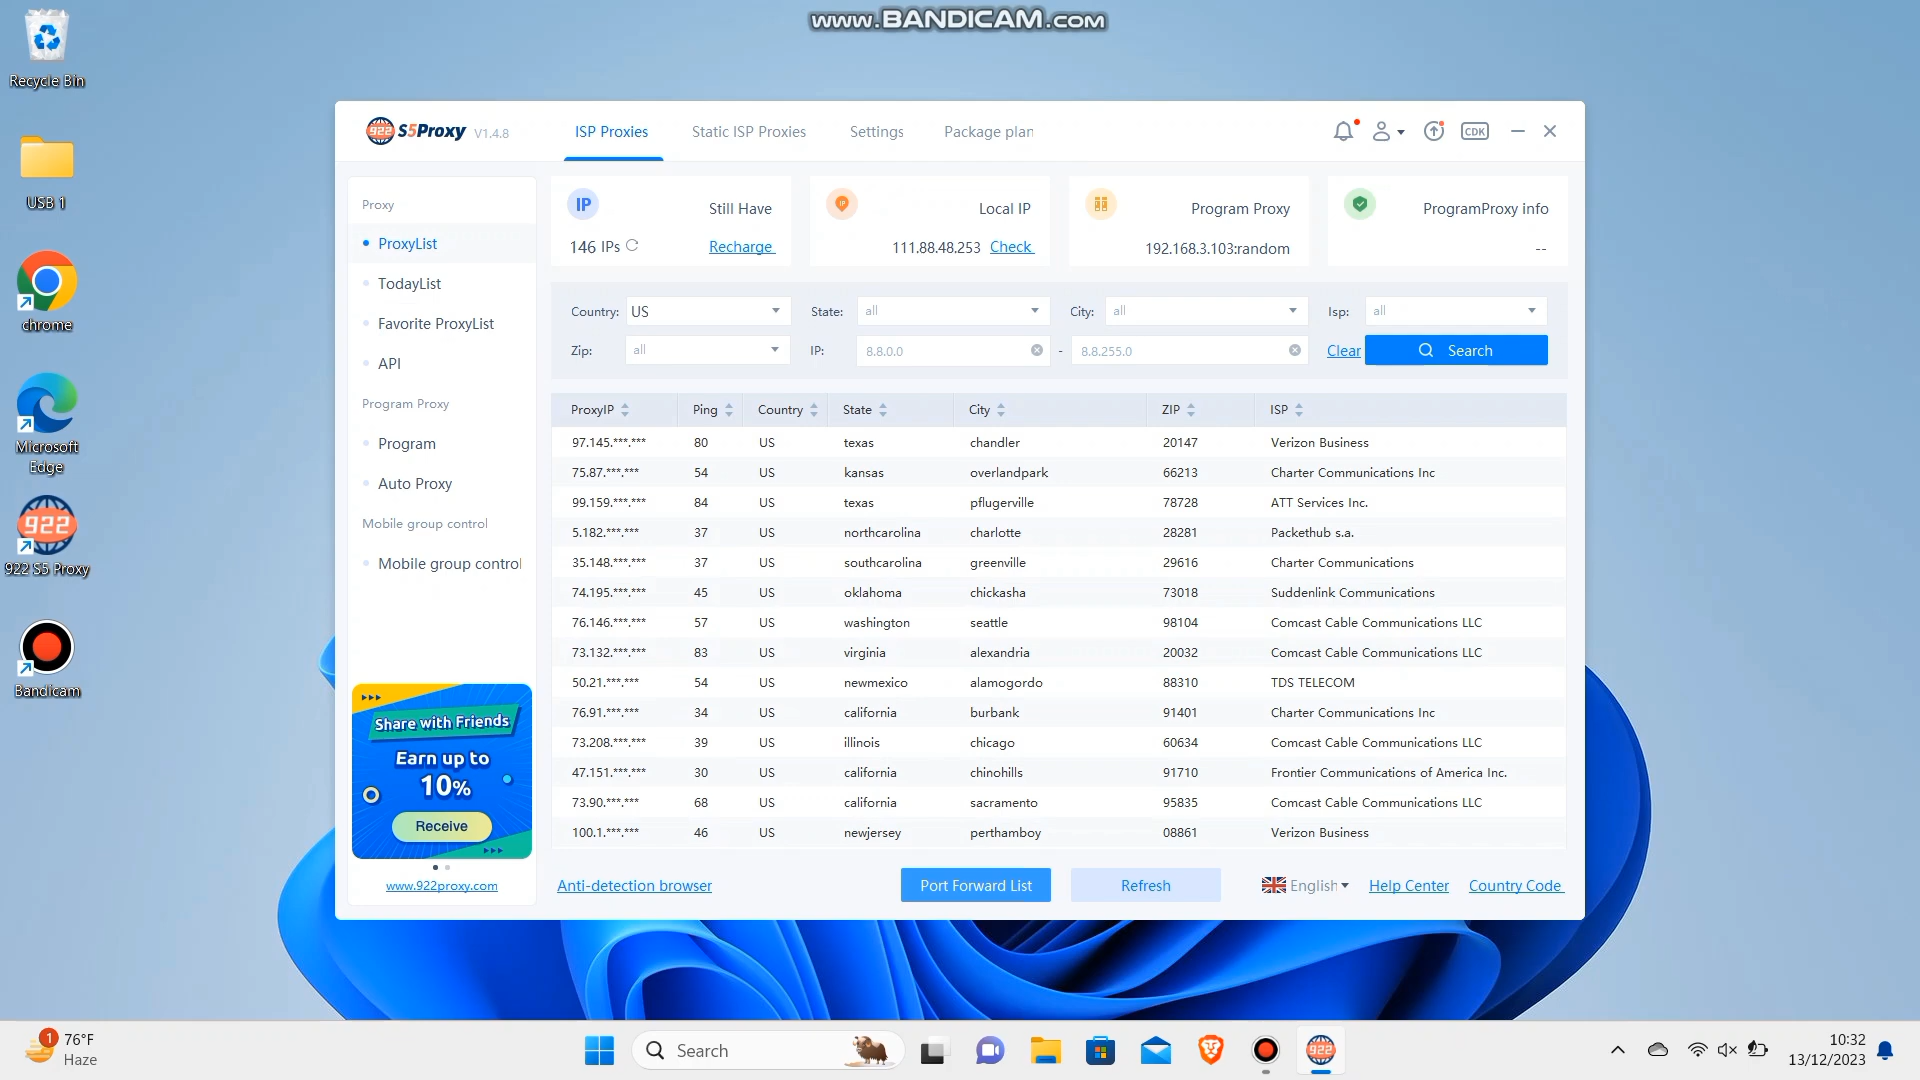 www.BANDICAM.com
Recycle Bin
USB 1
chrome
Microsoft
Edge
922
922 S5 Proxy
Bandicam
922 S5Proxy V1.4.8
ISP Proxies
Static ISP Proxies
Settings
Package plan
CDK
Proxy
ProxyList
TodayList
Favorite ProxyList
API
Program Proxy
Program
Auto Proxy
Mobile group control
Mobile group control
Share with Friends
Earn up to
10%
Receive
www.922proxy.com
IP
Still Have
146 IPs
Recharge
IP
Local IP
111.88.48.253 Check
Program Proxy
192.168.3.103:random
ProgramProxy info
--
Country: US State: all City: all Isp: all
Zip: all IP: 8.8.0.0 - 8.8.255.0 Clear Search
ProxyIP Ping Country State City ZIP ISP
97.145.***.*** 80 US texas chandler 20147 Verizon Business
75.87.***.*** 54 US kansas overlandpark 66213 Charter Communications Inc
99.159.***.*** 84 US texas pflugerville 78728 ATT Services Inc.
5.182.***.*** 37 US northcarolina charlotte 28281 Packethub s.a.
35.148.***.*** 37 US southcarolina greenville 29616 Charter Communications
74.195.***.*** 45 US oklahoma chickasha 73018 Suddenlink Communications
76.146.***.*** 57 US washington seattle 98104 Comcast Cable Communications LLC
73.132.***.*** 83 US virginia alexandria 20032 Comcast Cable Communications LLC
50.21.***.*** 54 US newmexico alamogordo 88310 TDS TELECOM
76.91.***.*** 34 US california burbank 91401 Charter Communications Inc
73.208.***.*** 39 US illinois chicago 60634 Comcast Cable Communications LLC
47.151.***.*** 30 US california chinohills 91710 Frontier Communications of America Inc.
73.90.***.*** 68 US california sacramento 95835 Comcast Cable Communications LLC
100.1.***.*** 46 US newjersey perthamboy 08861 Verizon Business
Anti-detection browser
Port Forward List
Refresh
English
Help Center
Country Code
1
76°F
Haze
Search
922
10:32
13/12/2023